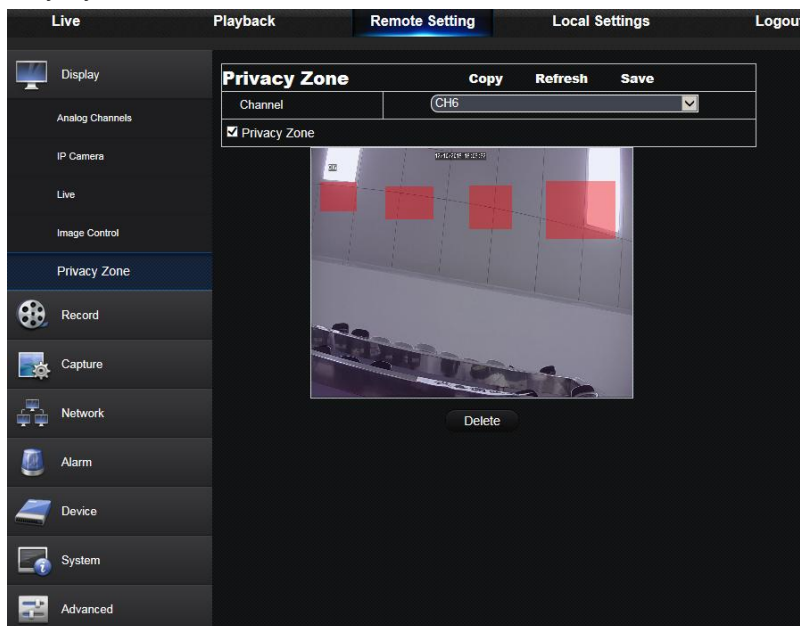 Live Playback Remote Setting Local Settings Logou
Display
Analog Channels
IP Camera
Live
Image Control
Privacy Zone
Record
Capture
Network
Alarm
Device
System
Advanced
Privacy Zone Copy Refresh Save
Channel CH6
Privacy Zone
Delete